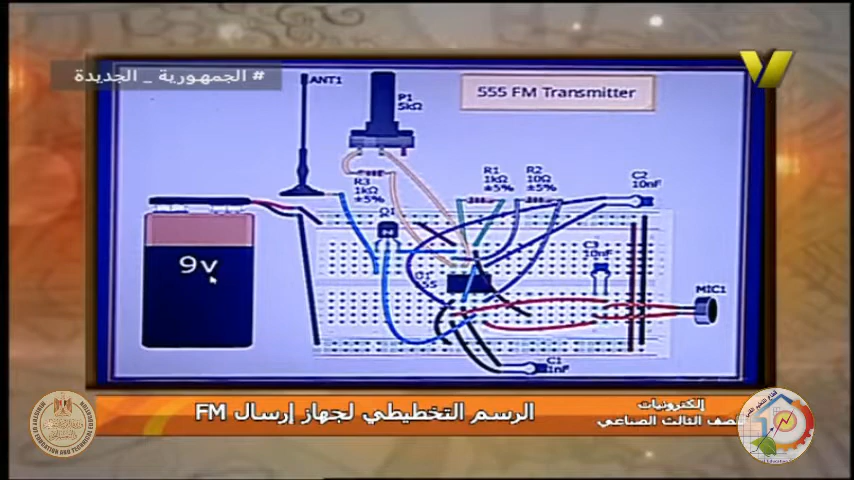 # الجمهورية _ الجديدة
ANT1
P1
5kΩ
555 FM Transmitter
R3
1kΩ
±5%
R1
1kΩ
±5%
R2
10Ω
±5%
C2
10nF
Q1
9v
C3
10nF
MIC1
C1
1nF
إلكترونيات
الصف الثالث الصناعي
الرسم التخطيطي لجهاز إرسال FM